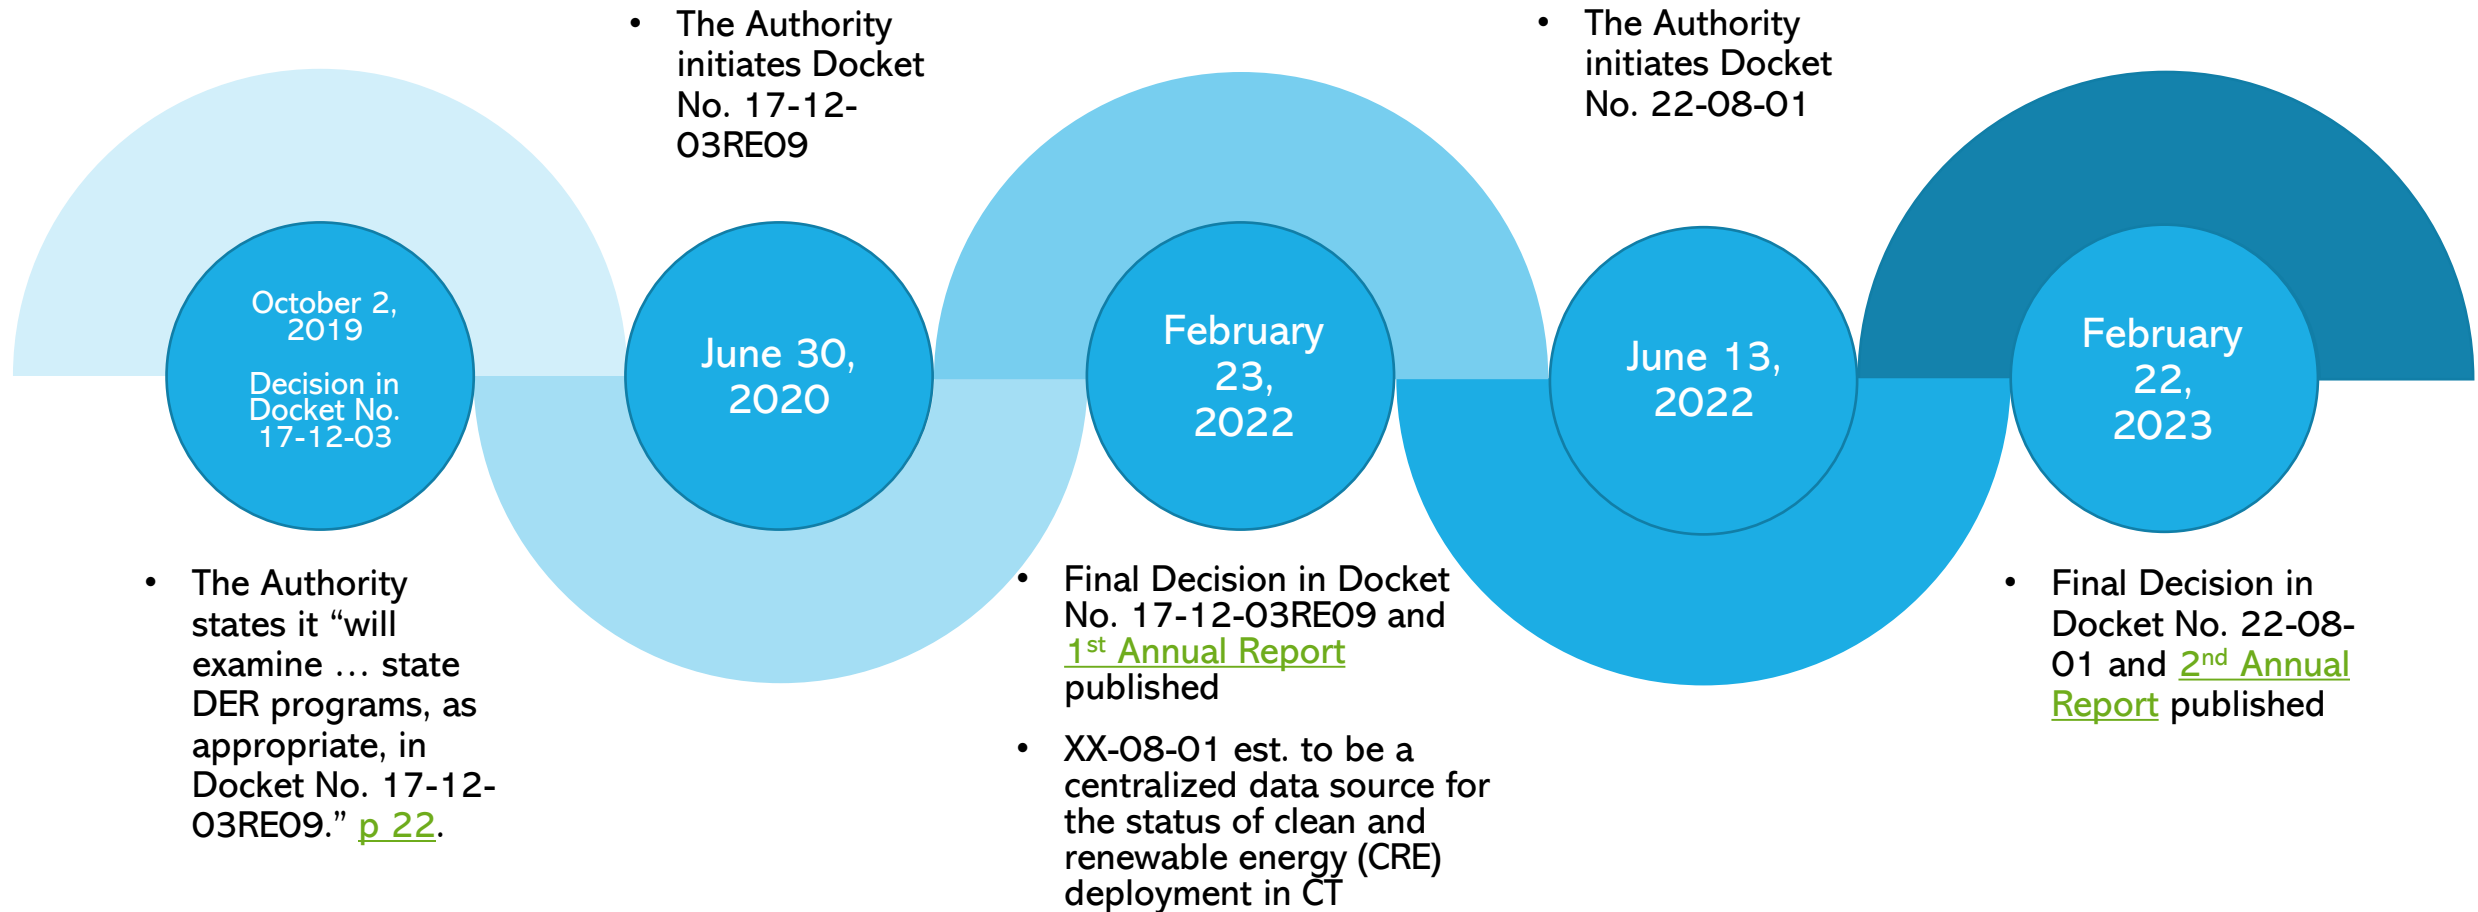 October 2,
2019
Decision in
Docket No.
17-12-03
• The Authority
states it “will
examine … state
DER programs, as
appropriate, in
Docket No. 17-12-
03RE09.” p 22.
• The Authority
initiates Docket
No. 17-12-
03RE09
June 30,
2020
February
23,
2022
• Final Decision in Docket
No. 17-12-03RE09 and
1st Annual Report
published
• XX-08-01 est. to be a
centralized data source for
the status of clean and
renewable energy (CRE)
deployment in CT
• The Authority
initiates Docket
No. 22-08-01
June 13,
2022
February
22,
2023
• Final Decision in
Docket No. 22-08-
01 and 2nd Annual
Report published